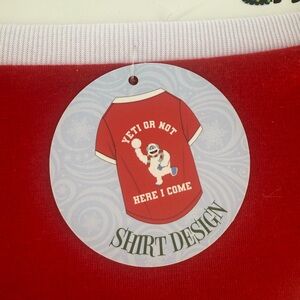 YETI OR NOT
HERE I COME
SHIRT DESIGN